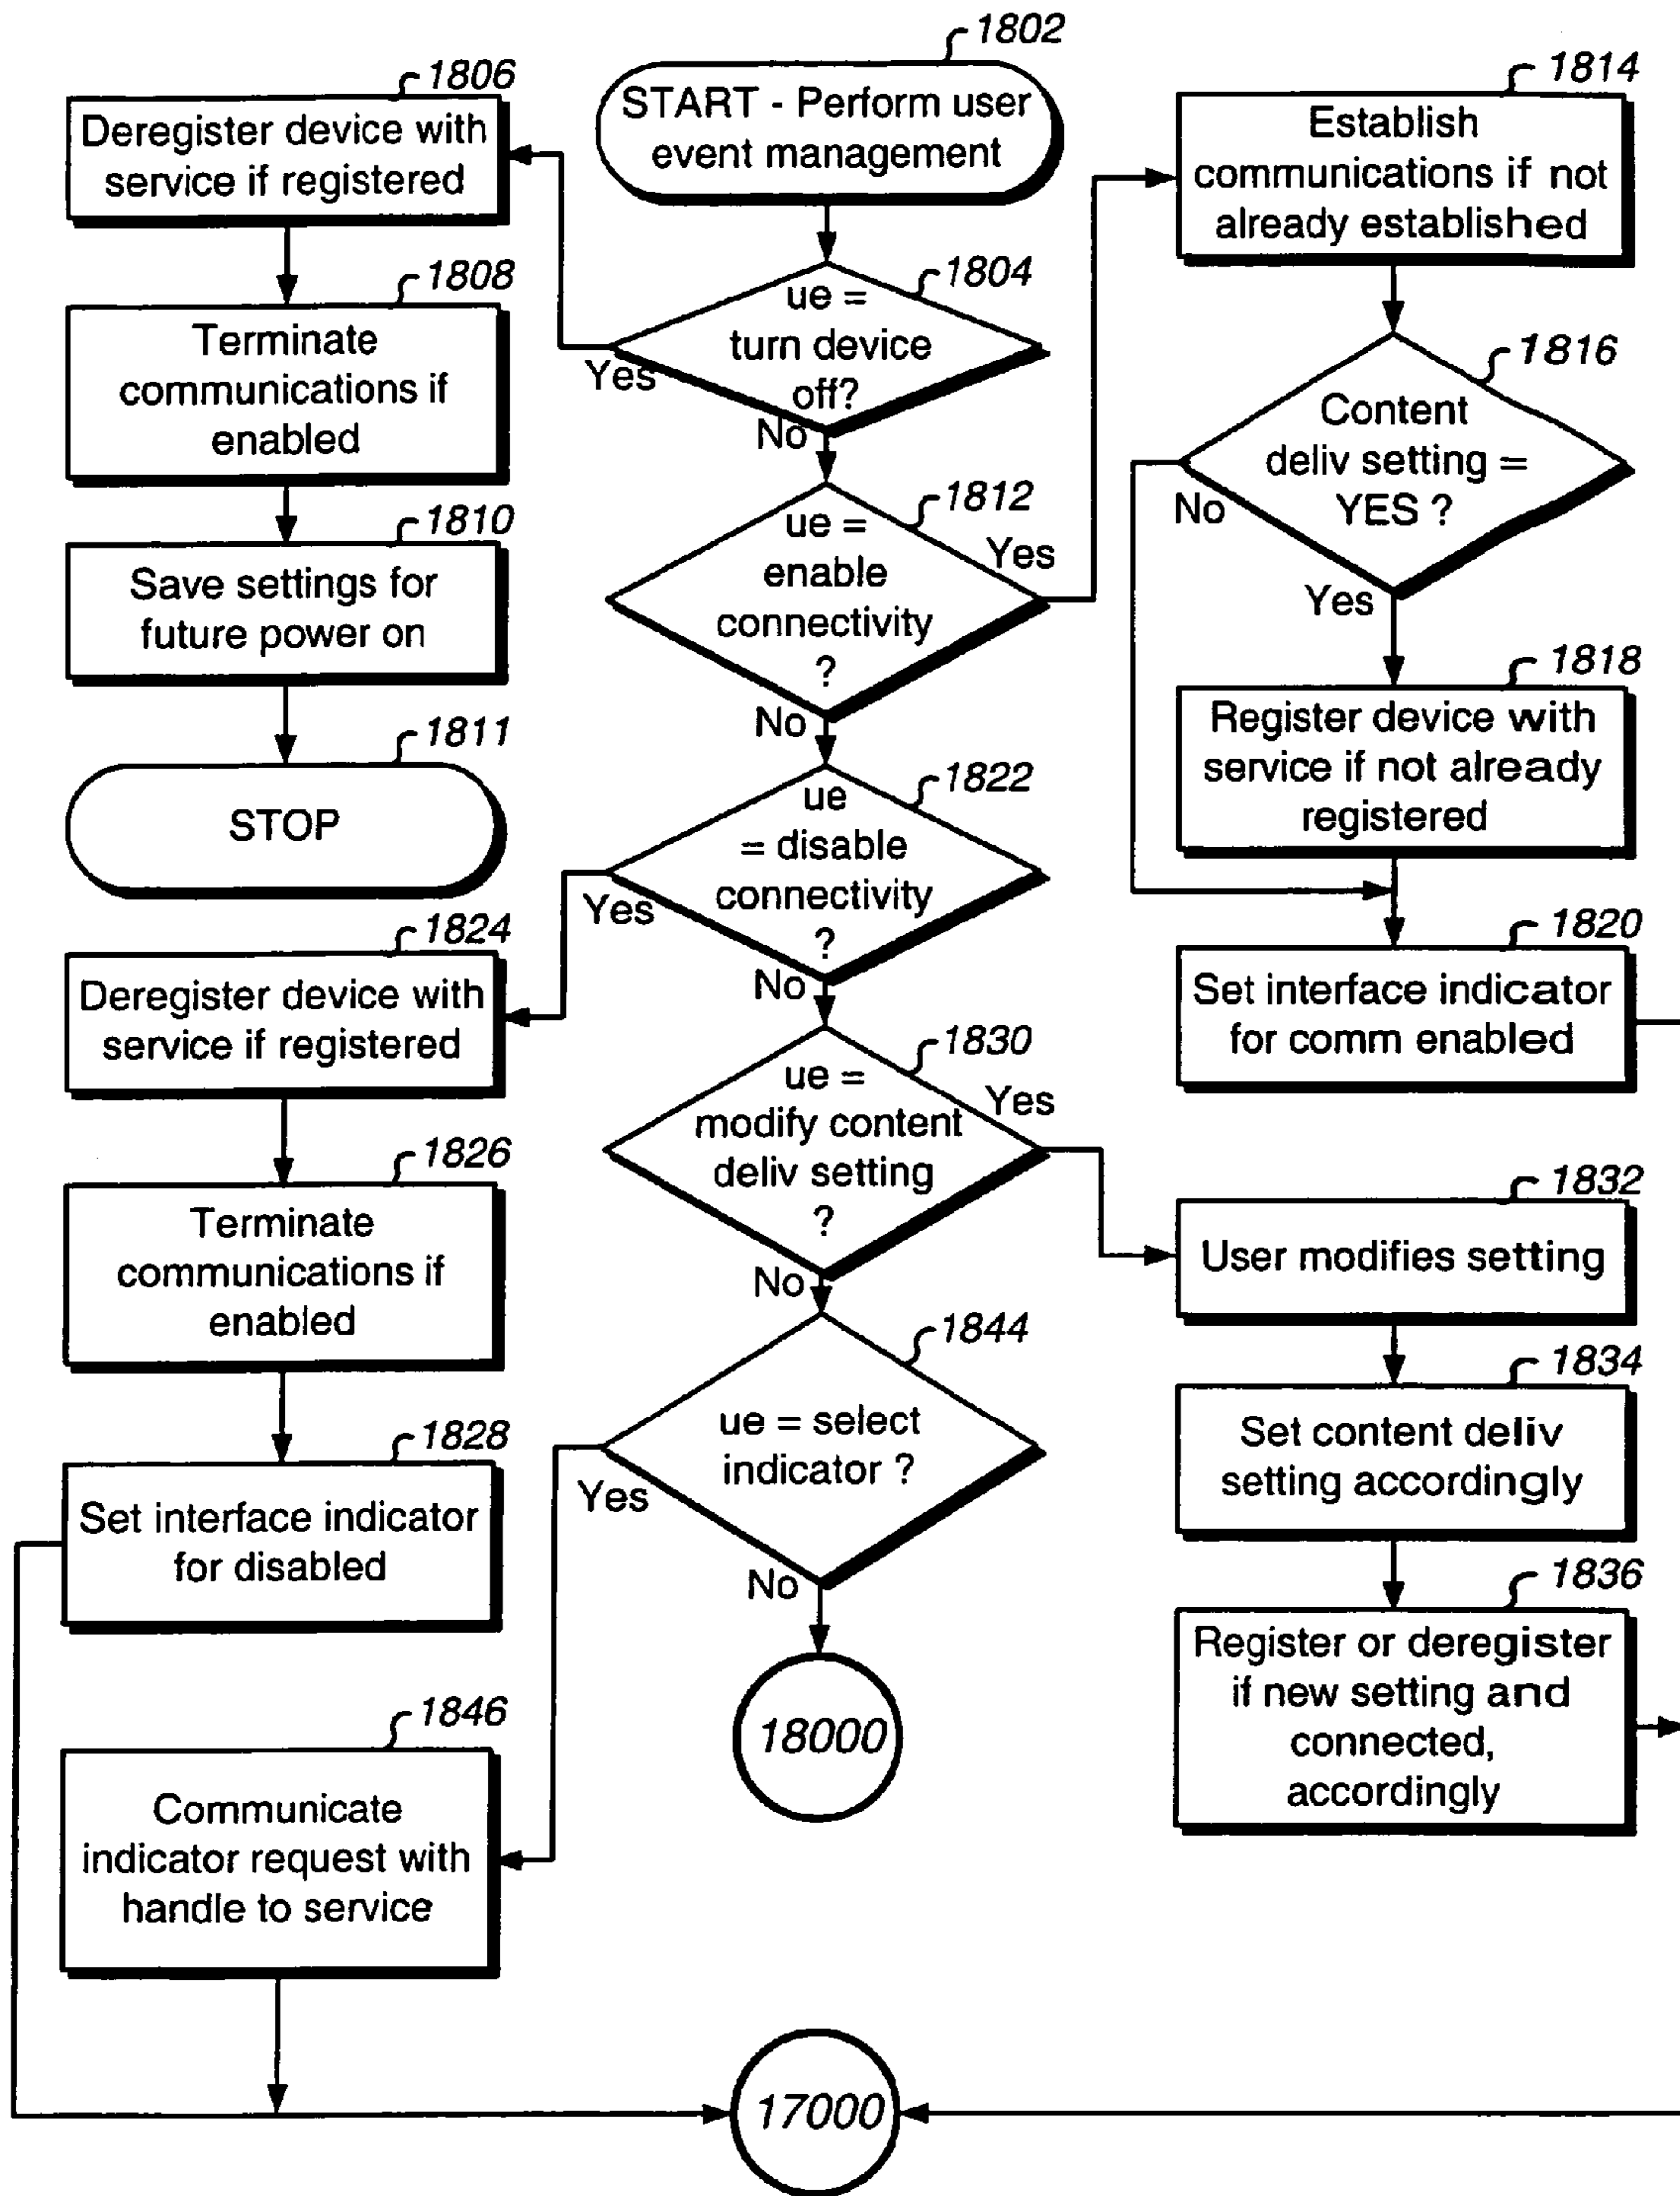 1802
START - Perform user
event management
1804
ue =
turn device
off?
Yes
No
1806
Deregister device with
service if registered
1808
Terminate
communications if
enabled
1810
Save settings for
future power on
1811
STOP
1812
ue =
enable
connectivity
?
Yes
No
1814
Establish
communications if not
already established
1816
Content
deliv setting =
YES ?
No
Yes
1818
Register device with
service if not already
registered
1820
Set interface indicator
for comm enabled
1822
ue
= disable
connectivity
?
Yes
No
1824
Deregister device with
service if registered
1826
Terminate
communications if
enabled
1828
Set interface indicator
for disabled
1830
ue =
modify content
deliv setting
?
Yes
No
1832
User modifies setting
1834
Set content deliv
setting accordingly
1836
Register or deregister
if new setting and
connected,
accordingly
1844
ue = select
indicator ?
Yes
No
1846
Communicate
indicator request with
handle to service
18000
17000